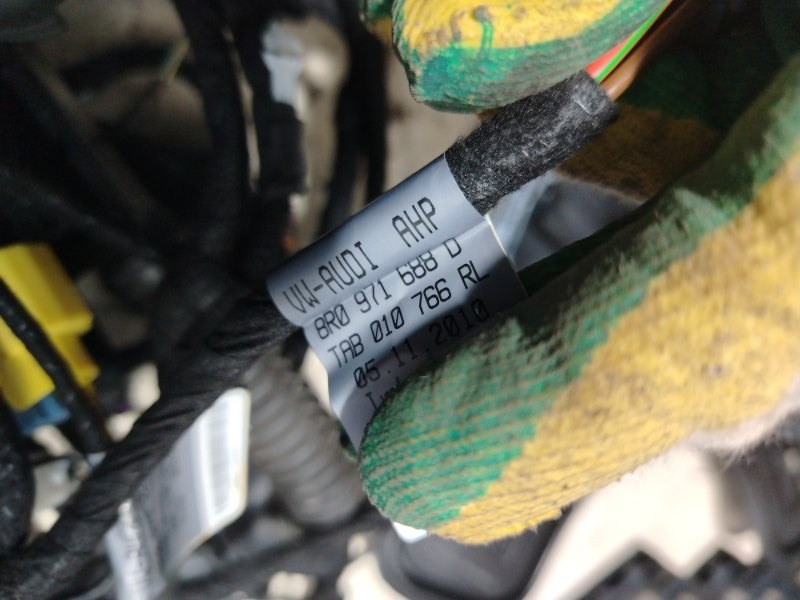 VW-AUDI AHP
8R0 971 688 D
TAB 010 766 RL
05.11.2010